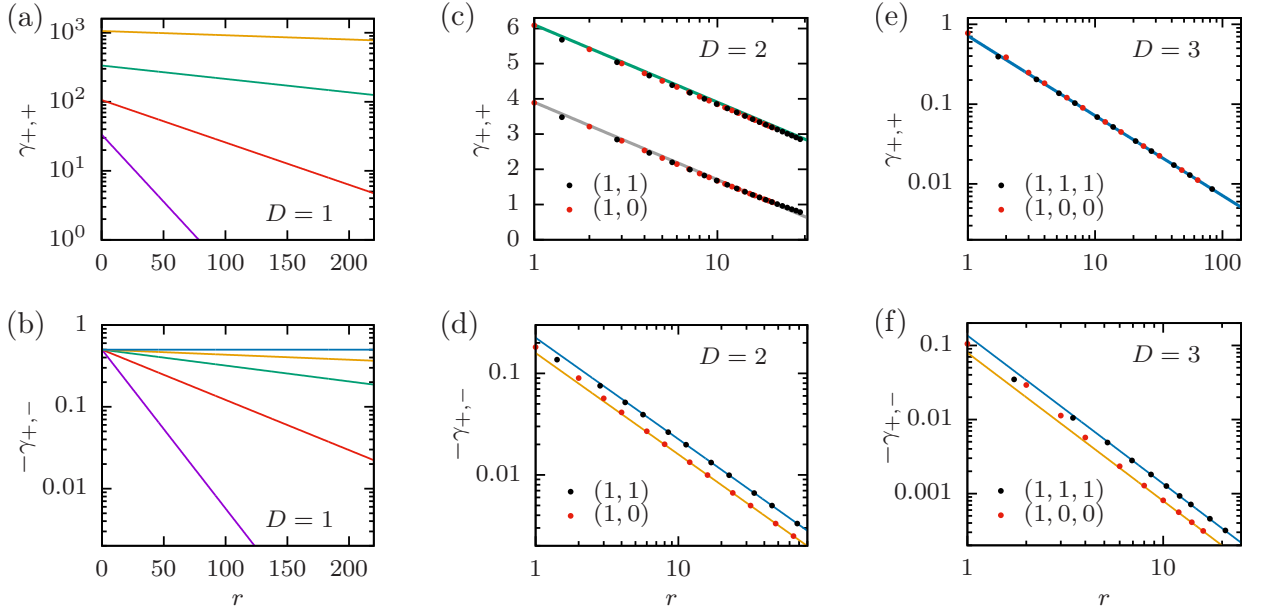 (a)
γ+,+
10³
10²
10¹
10⁰
D = 1
0 50 100 150 200
(c)
γ+,+
6
5
4
3
2
1
0
D = 2
(1, 1)
(1, 0)
1 10
(e)
γ+,+
1
0.1
0.01
D = 3
(1, 1, 1)
(1, 0, 0)
1 10 100
(b)
−γ+,−
1
0.1
0.01
D = 1
0 50 100 150 200
r
(d)
−γ+,−
0.1
0.01
D = 2
(1, 1)
(1, 0)
1 10
r
(f)
−γ+,−
0.1
0.01
0.001
D = 3
(1, 1, 1)
(1, 0, 0)
1 10
r